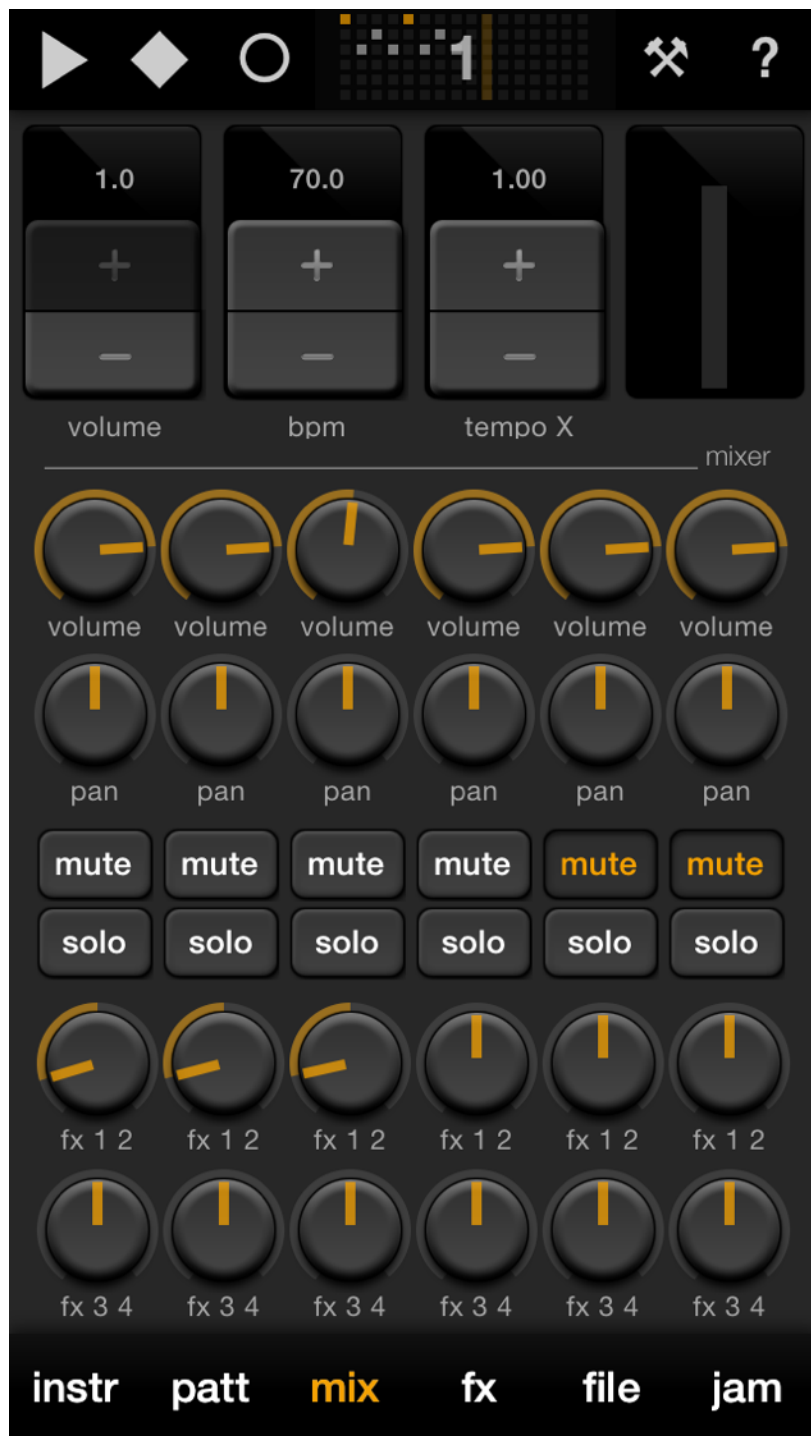 1 ?
1.0 70.0 1.00
+ + +
− − −
volume bpm tempo X
mixer
volume volume volume volume volume volume
pan pan pan pan pan pan
mute mute mute mute mute mute
solo solo solo solo solo solo
fx 1 2 fx 1 2 fx 1 2 fx 1 2 fx 1 2 fx 1 2
fx 3 4 fx 3 4 fx 3 4 fx 3 4 fx 3 4 fx 3 4
instr patt mix fx file jam